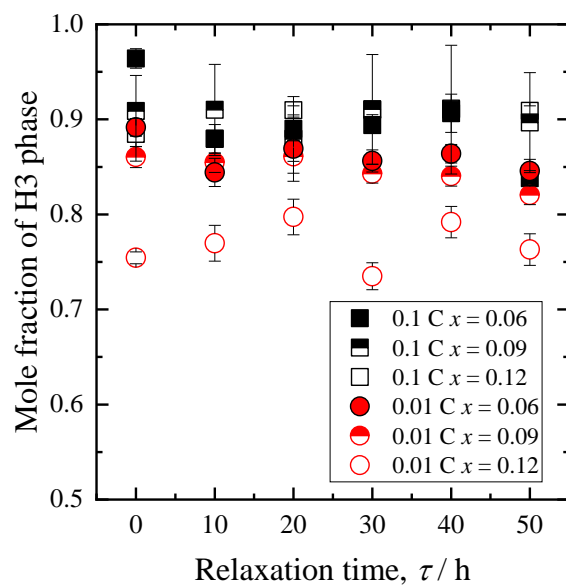 1.0
0.9
0.8
0.7
0.6
0.5
Mole fraction of H3 phase
0.1 C x = 0.06
0.1 C x = 0.09
0.1 C x = 0.12
0.01 C x = 0.06
0.01 C x = 0.09
0.01 C x = 0.12
0 10 20 30 40 50
Relaxation time, τ / h